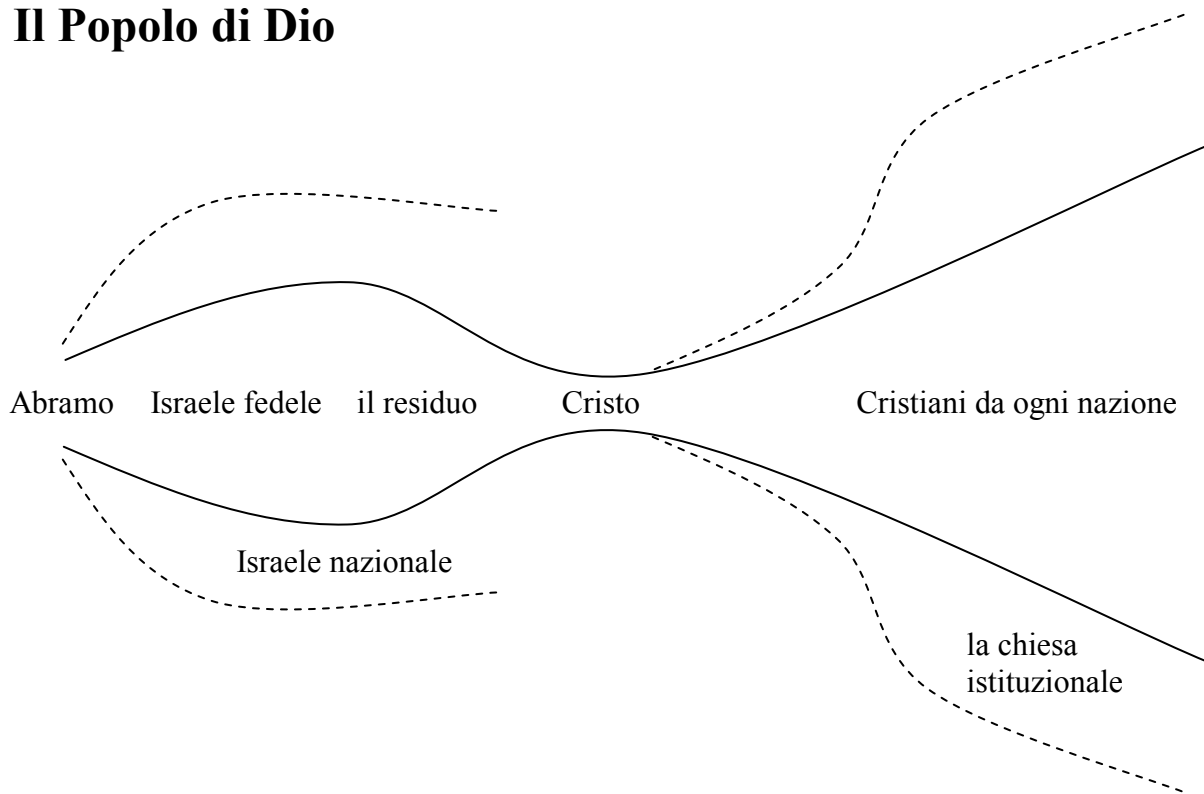 Il Popolo di Dio
Abramo
Israele fedele
il residuo
Cristo
Cristiani da ogni nazione
Israele nazionale
la chiesa
istituzionale